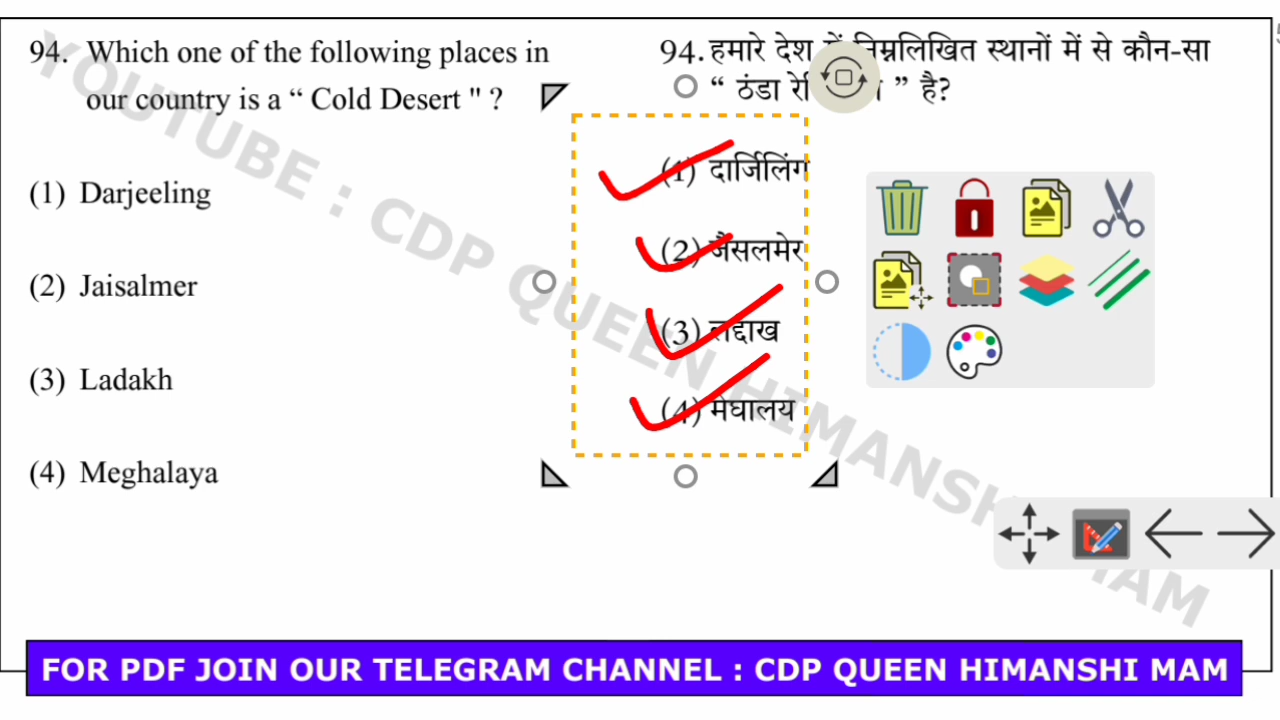 94. Which one of the following places in
our country is a “ Cold Desert " ?
(1) Darjeeling
(2) Jaisalmer
(3) Ladakh
(4) Meghalaya
94. हमारे देश में निम्नलिखित स्थानों में से कौन-सा
“ ठंडा ” है?
(1) दार्जिलिंग
(2) जैसलमेर
(3) लद्दाख
(4) मेघालय
YOUTUBE : CDP QUEEN HIMANSHI MAM
FOR PDF JOIN OUR TELEGRAM CHANNEL : CDP QUEEN HIMANSHI MAM